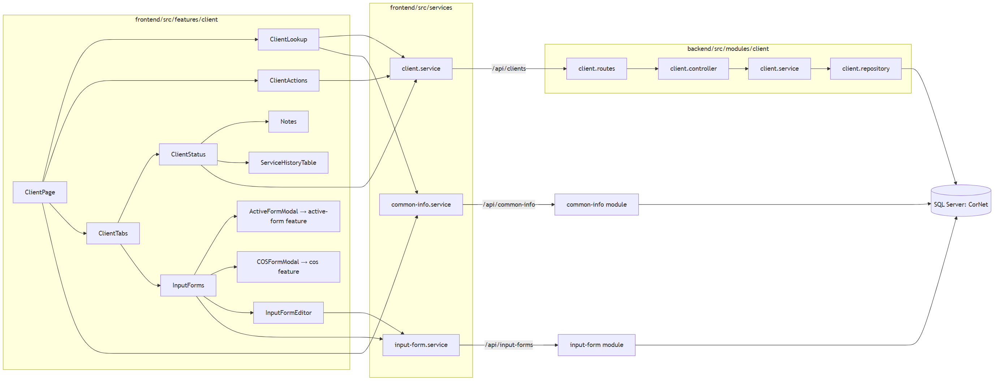 frontend/src/services
frontend/src/features/client
ClientLookup
ClientActions
Notes
ClientStatus
ServiceHistoryTable
ClientPage
ActiveFormModal → active-
form feature
ClientTabs
COSFormModal → cos
feature
InputForms
InputFormEditor
client.service
common-info.service
input-form.service
/api/clients
/api/common-info
/api/input-forms
backend/src/modules/client
client.routes
client.controller
client.service
client.repository
common-info module
input-form module
SQL Server: CorNet